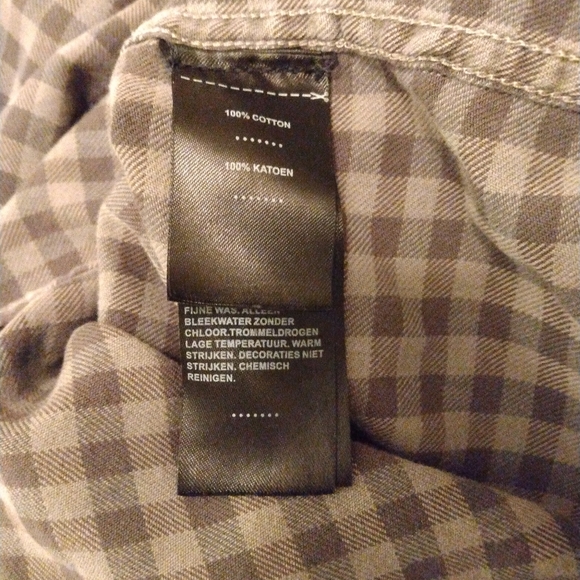 100% COTTON
100% KATOEN
FIJNE WAS. ALLEEN
BLEEKWATER ZONDER
CHLOOR.TROMMELDROGEN
LAGE TEMPERATUUR. WARM
STRIJKEN. DECORATIES NIET
STRIJKEN. CHEMISCH
REINIGEN.